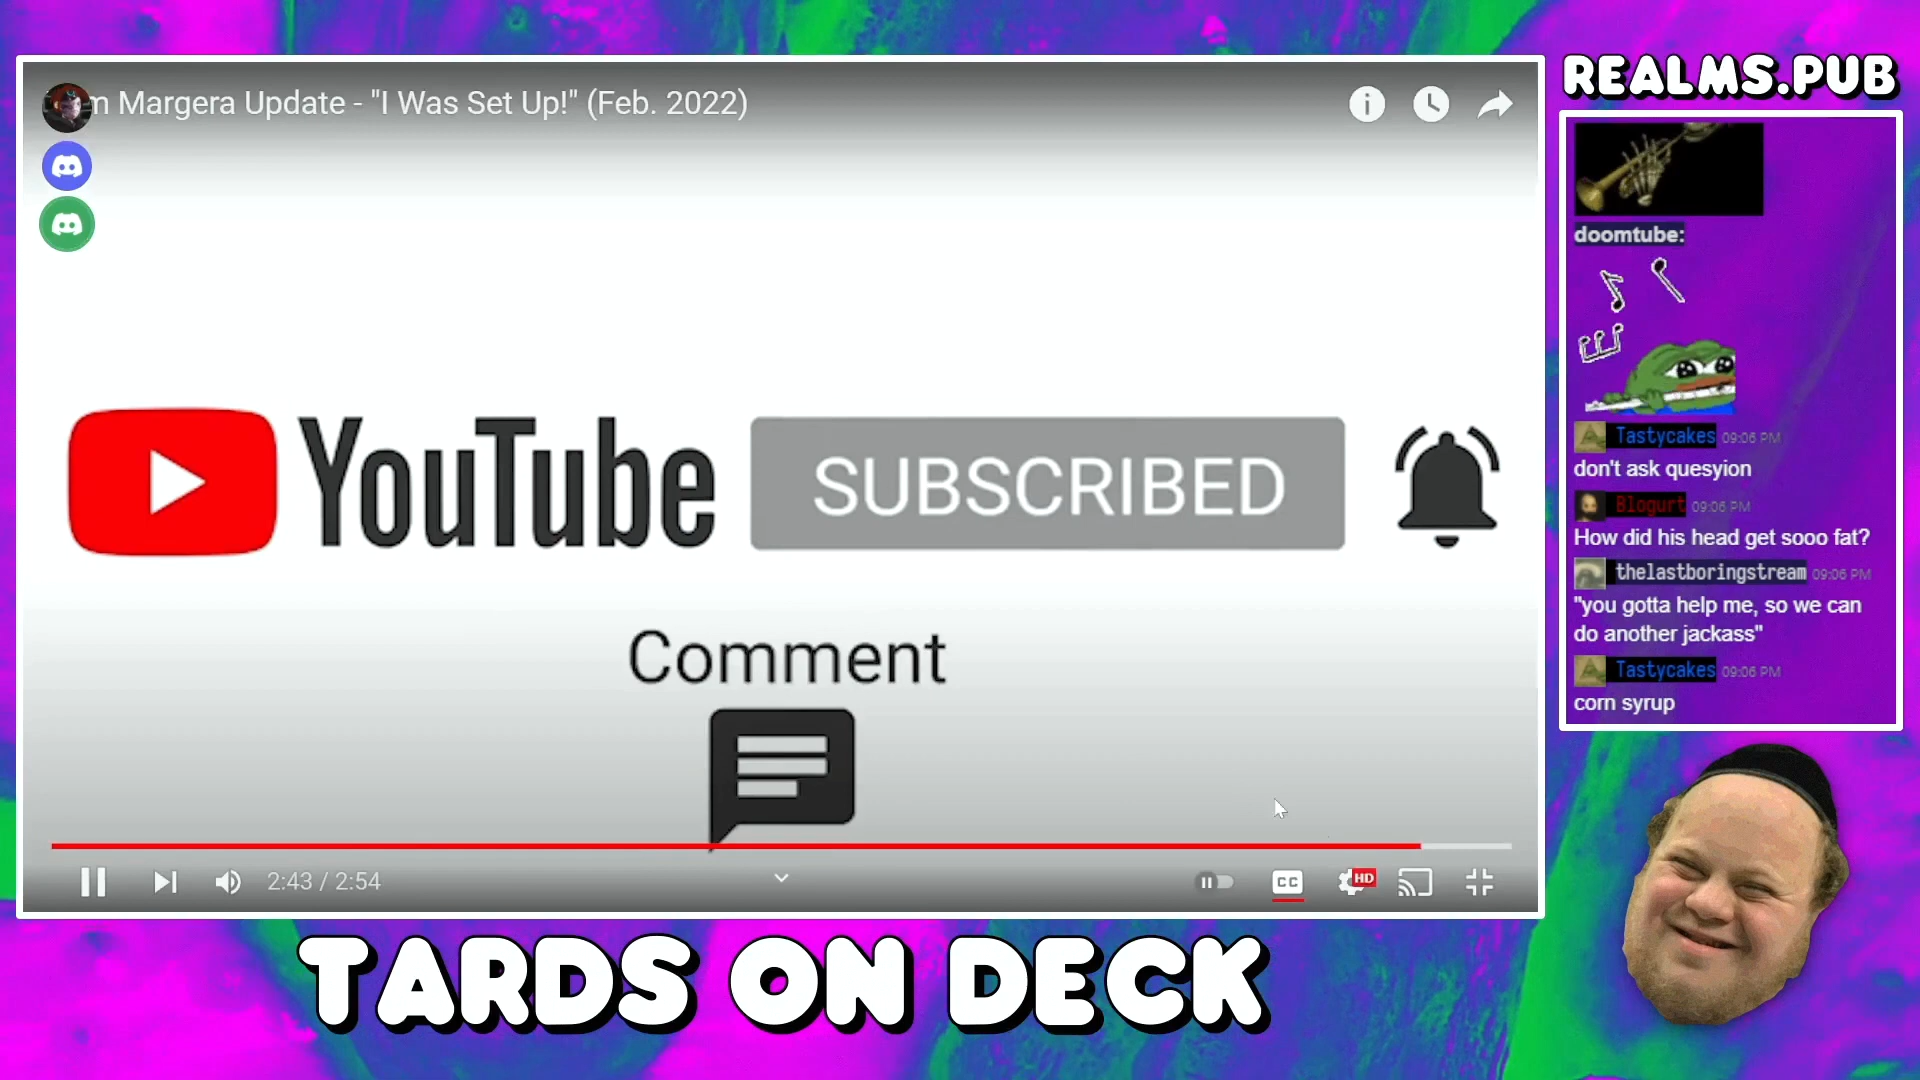 m Margera Update - "I Was Set Up!" (Feb. 2022)
YouTube
SUBSCRIBED
Comment
2:43 / 2:54
CC
HD
REALMS.PUB
doomtube:
Tastycakes 09:06 PM
don't ask quesyion
Blogurt 09:06 PM
How did his head get sooo fat?
thelastboringstream 09:06 PM
"you gotta help me, so we can
do another jackass"
Tastycakes 09:06 PM
corn syrup
TARDS ON DECK